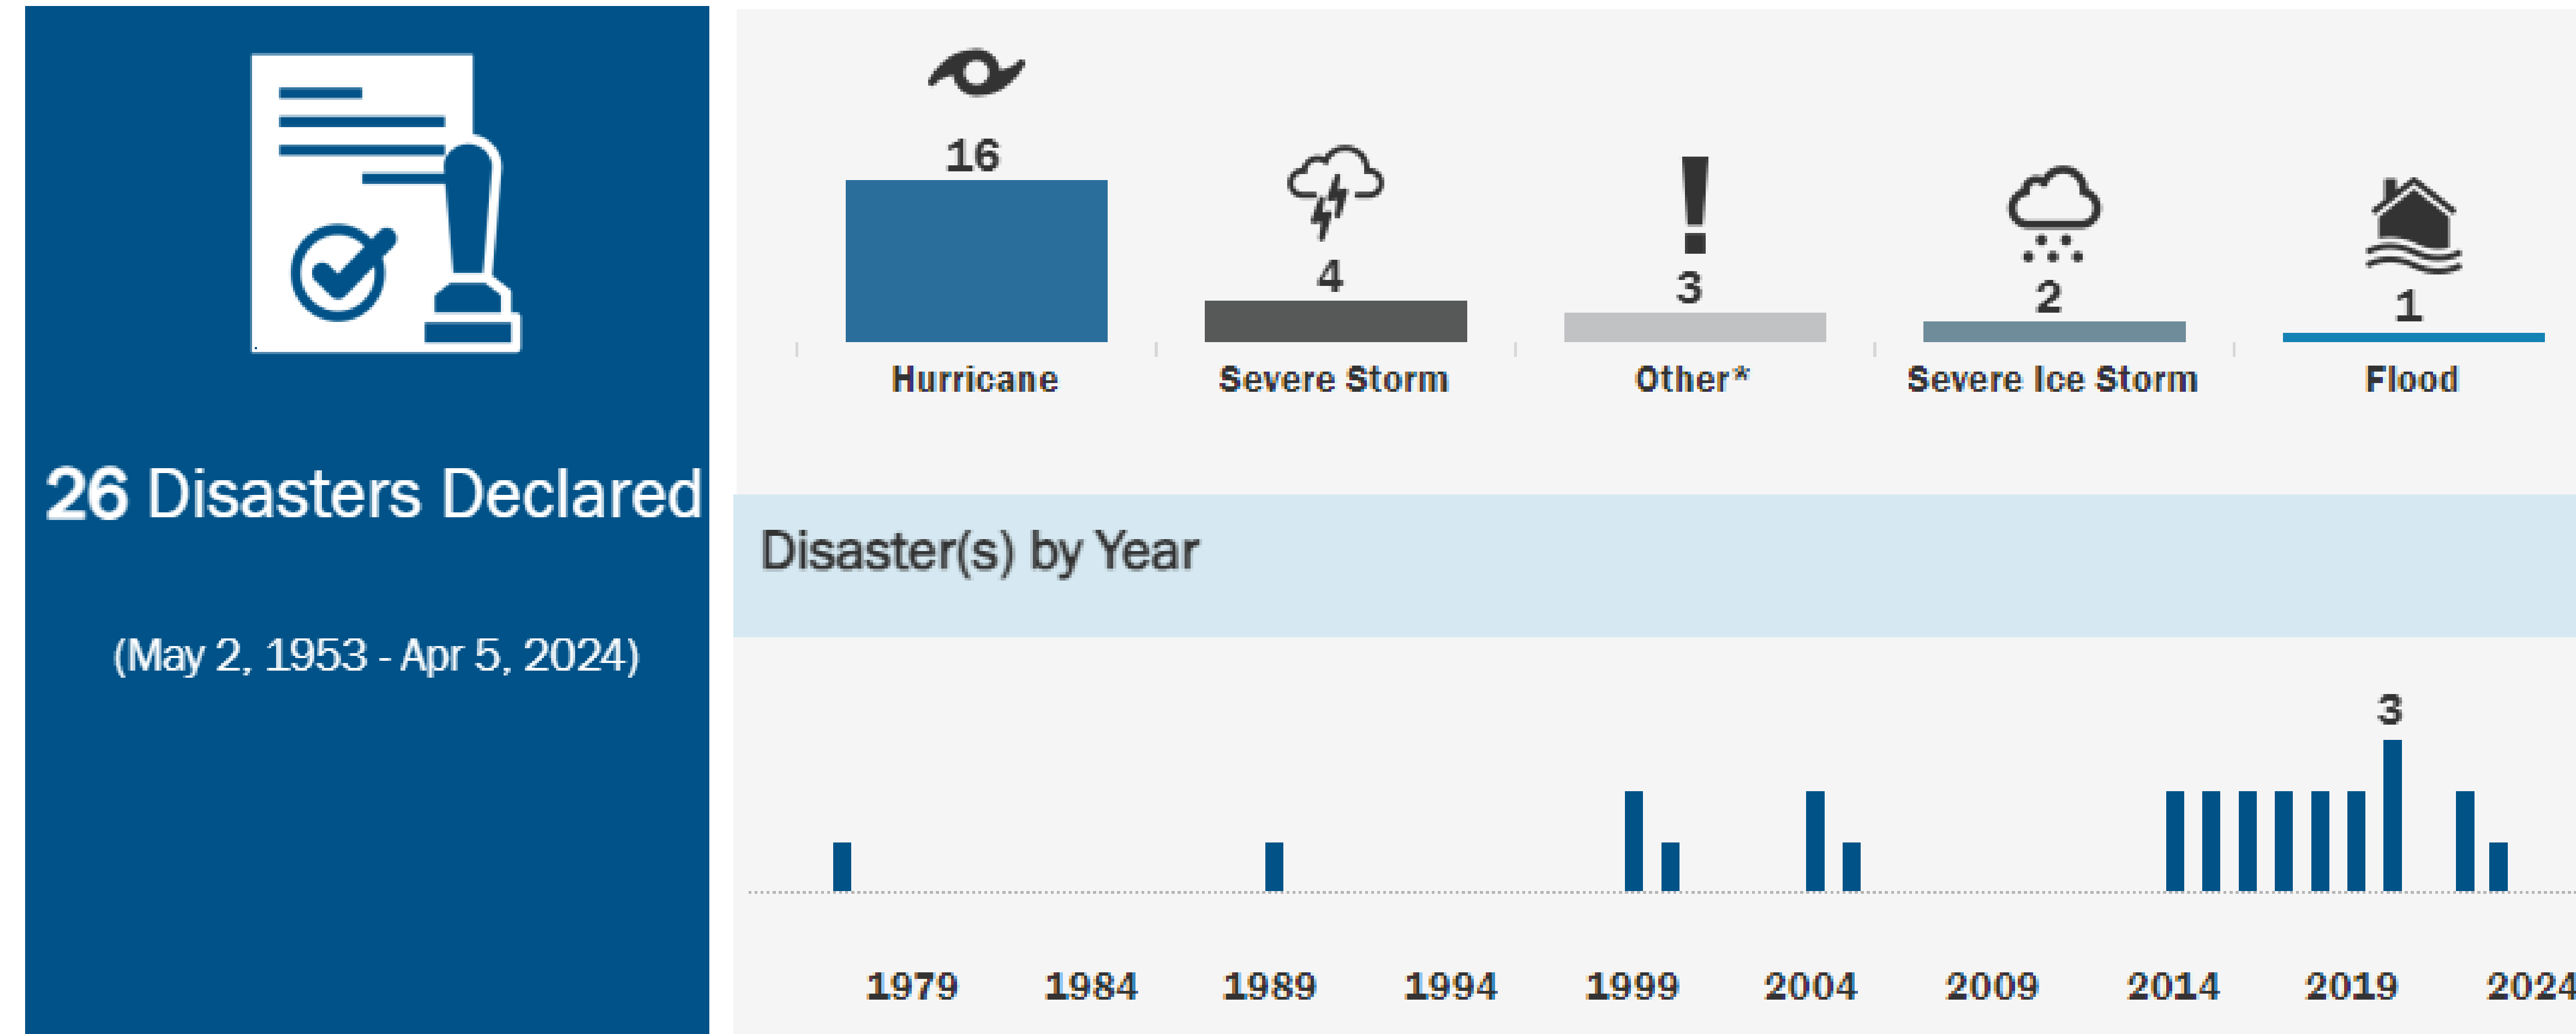 26 Disasters Declared
(May 2, 1953 - Apr 5, 2024)
16
4
3
2
1
Hurricane
Severe Storm
Other*
Severe Ice Storm
Flood
Disaster(s) by Year
3
1979 1984 1989 1994 1999 2004 2009 2014 2019 2024